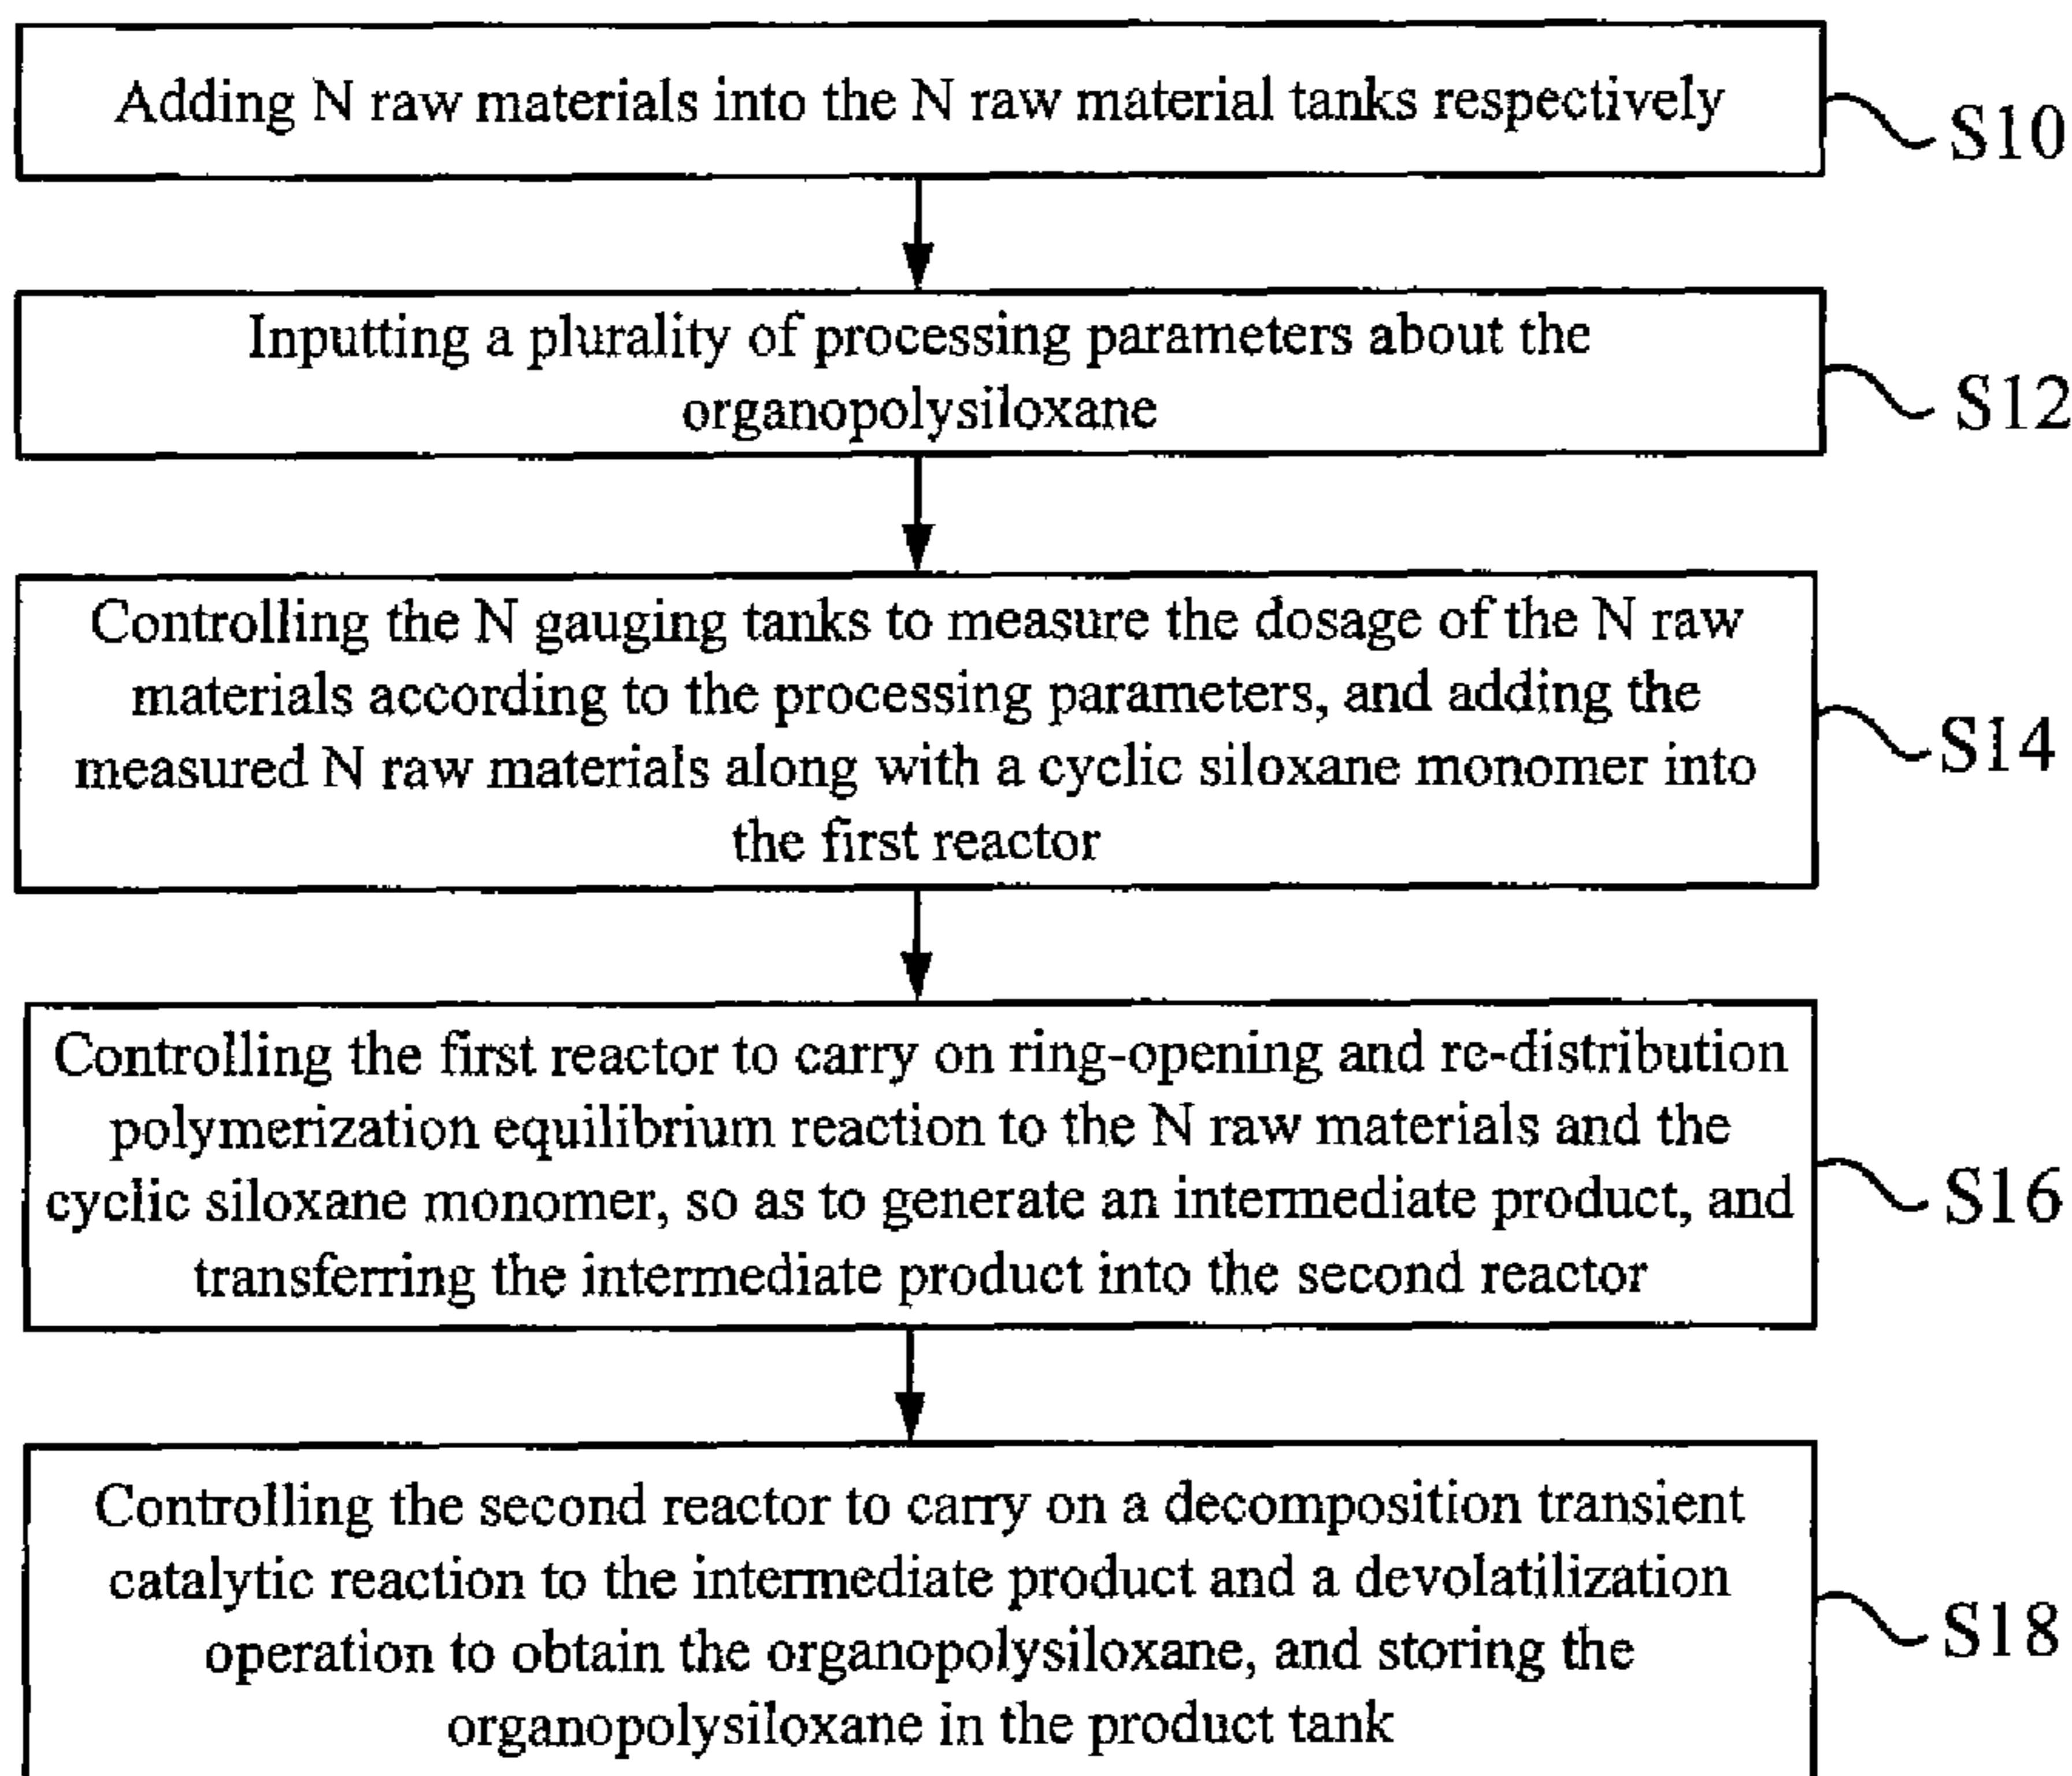 Adding N raw materials into the N raw material tanks respectively
S10
Inputting a plurality of processing parameters about the
organopolysiloxane
S12
Controlling the N gauging tanks to measure the dosage of the N raw
materials according to the processing parameters, and adding the
measured N raw materials along with a cyclic siloxane monomer into
the first reactor
S14
Controlling the first reactor to carry on ring-opening and re-distribution
polymerization equilibrium reaction to the N raw materials and the
cyclic siloxane monomer, so as to generate an intermediate product, and
transferring the intermediate product into the second reactor
S16
Controlling the second reactor to carry on a decomposition transient
catalytic reaction to the intermediate product and a devolatilization
operation to obtain the organopolysiloxane, and storing the
organopolysiloxane in the product tank
S18